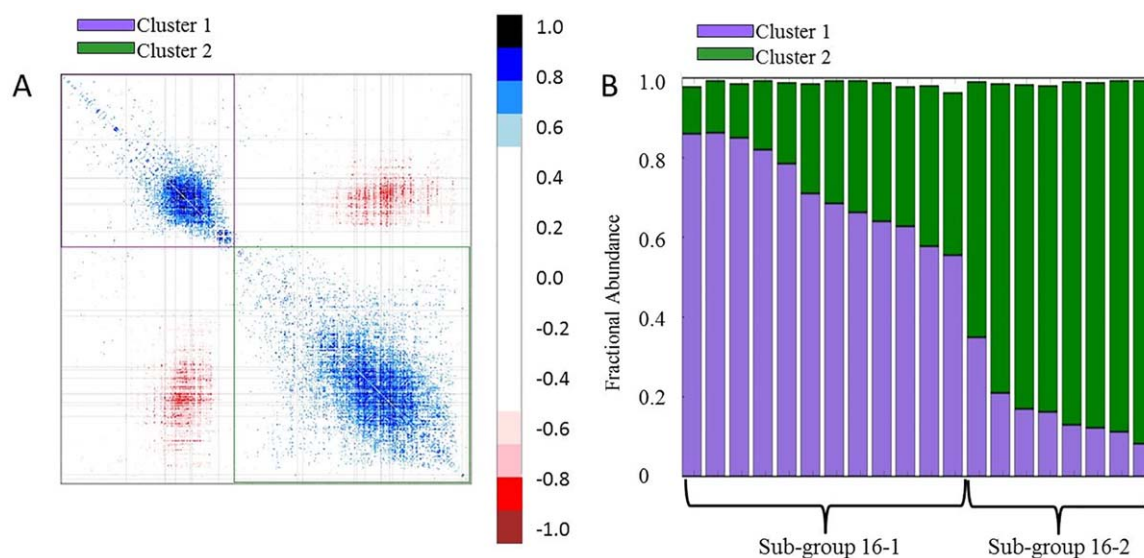 Cluster 1
Cluster 2
A
1.0
0.8
0.6
0.4
0.2
0.0
-0.2
-0.4
-0.6
-0.8
-1.0
Cluster 1
Cluster 2
B
Fractional Abundance
1.0
0.8
0.6
0.4
0.2
0
Sub-group 16-1
Sub-group 16-2